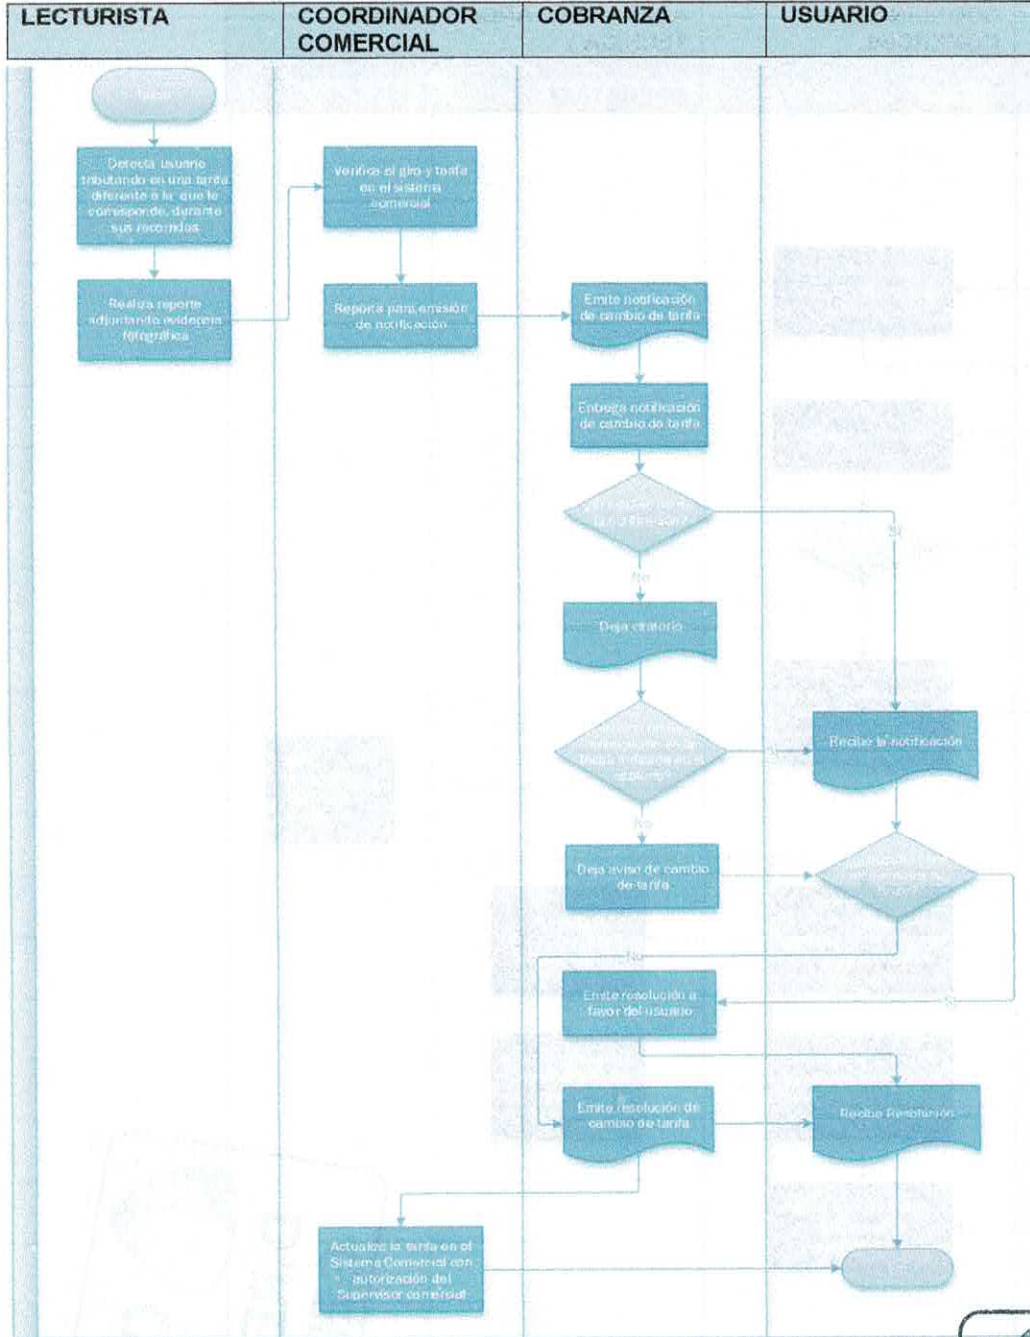 LECTURISTA
COORDINADOR
COMERCIAL
COBRANZA
USUARIO
Detecta usuario
tributando en una tarifa
diferente a la que le
corresponde, durante
sus recorridos
Realiza reporte
adjuntando evidencia
fotográfica
Verifica el giro y tarifa
en el sistema
comercial
Reporta para emisión
de notificación
Emite notificación
de cambio de tarifa
Entrega notificación
de cambio de tarifa
Si
No
Deja citatorio
citatorio?
Si
Recibe la notificación
No
Deja aviso de cambio
de tarifa
No
Si
Emite resolución a
favor del usuario
Emite resolución de
cambio de tarifa
Recibe Resolución
Actualiza la tarifa en el
Sistema Comercial con
autorización del
Supervisor comercial